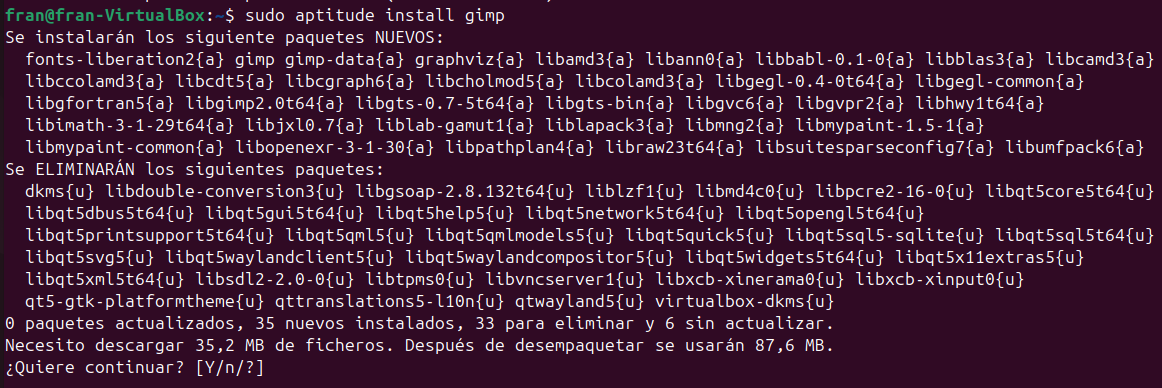 fran@fran-VirtualBox:~$ sudo aptitude install gimp
Se instalarán los siguiente paquetes NUEVOS:
fonts-liberation2{a} gimp gimp-data{a} graphviz{a} libamd3{a} libann0{a} libbabl-0.1-0{a} libblas3{a} libcamd3{a}
libccolamd3{a} libcdt5{a} libcgraph6{a} libcholmod5{a} libcolamd3{a} libgegl-0.4-0t64{a} libgegl-common{a}
libgfortran5{a} libgimp2.0t64{a} libgts-0.7-5t64{a} libgts-bin{a} libgvc6{a} libgvpr2{a} libhwy1t64{a}
libimath-3-1-29t64{a} libjxl0.7{a} liblab-gamut1{a} liblapack3{a} libmng2{a} libmypaint-1.5-1{a}
libmypaint-common{a} libopenexr-3-1-30{a} libpathplan4{a} libraw23t64{a} libsuitesparseconfig7{a} libumfpack6{a}
Se ELIMINARÁN los siguientes paquetes:
dkms{u} libdouble-conversion3{u} libgsoap-2.8.132t64{u} liblzf1{u} libmd4c0{u} libpcre2-16-0{u} libqt5core5t64{u}
libqt5dbus5t64{u} libqt5gui5t64{u} libqt5help5{u} libqt5network5t64{u} libqt5opengl5t64{u}
libqt5printsupport5t64{u} libqt5qml5{u} libqt5qmlmodels5{u} libqt5quick5{u} libqt5sql5-sqlite{u} libqt5sql5t64{u}
libqt5svg5{u} libqt5waylandclient5{u} libqt5waylandcompositor5{u} libqt5widgets5t64{u} libqt5x11extras5{u}
libqt5xml5t64{u} libsdl2-2.0-0{u} libtpms0{u} libvncserver1{u} libxcb-xinerama0{u} libxcb-xinput0{u}
qt5-gtk-platformtheme{u} qttranslations5-l10n{u} qtwayland5{u} virtualbox-dkms{u}
0 paquetes actualizados, 35 nuevos instalados, 33 para eliminar y 6 sin actualizar.
Necesito descargar 35,2 MB de ficheros. Después de desempaquetar se usarán 87,6 MB.
¿Quiere continuar? [Y/n/?]